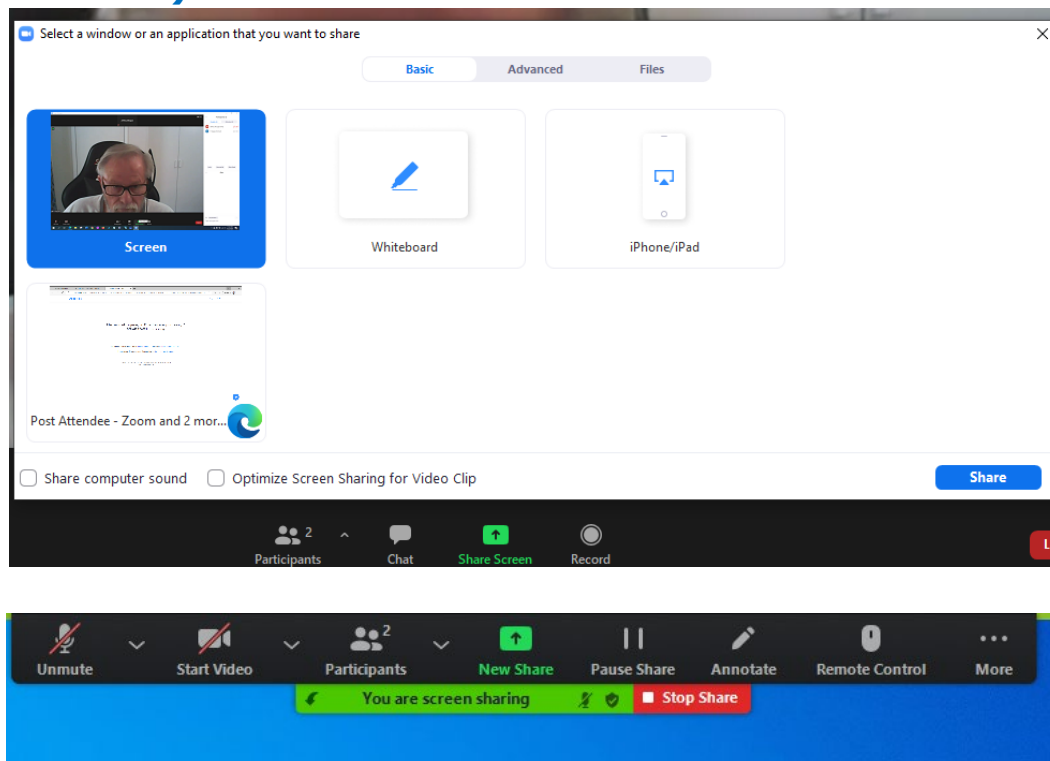 Select a window or an application that you want to share
Basic Advanced Files
Screen Whiteboard iPhone/iPad
Post Attendee - Zoom and 2 mor...
Share computer sound Optimize Screen Sharing for Video Clip Share
2
Participants Chat Share Screen Record
2
Unmute Start Video Participants New Share Pause Share Annotate Remote Control More
You are screen sharing Stop Share